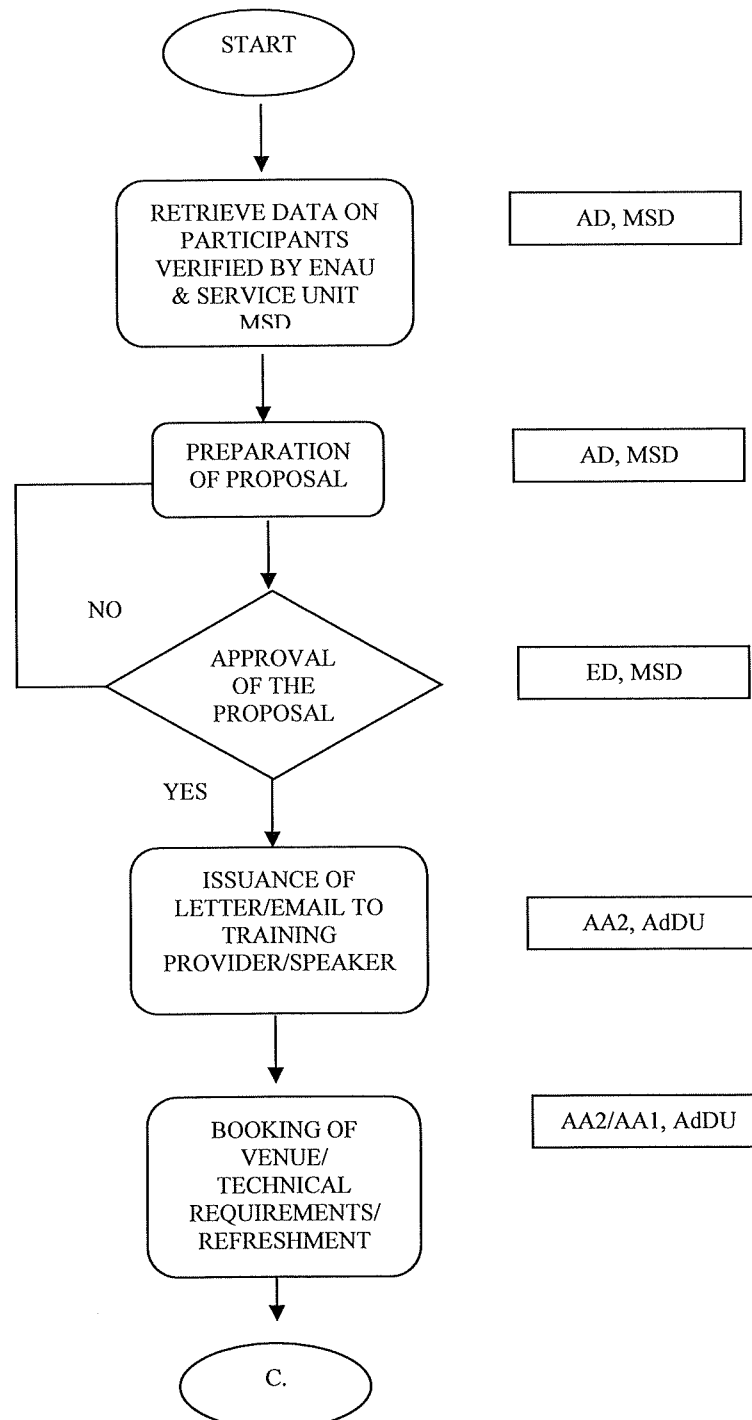 START
RETRIEVE DATA ON
PARTICIPANTS
VERIFIED BY ENAU
& SERVICE UNIT
MSD
AD, MSD
PREPARATION
OF PROPOSAL
AD, MSD
NO
APPROVAL
OF THE
PROPOSAL
ED, MSD
YES
ISSUANCE OF
LETTER/EMAIL TO
TRAINING
PROVIDER/SPEAKER
AA2, AdDU
BOOKING OF
VENUE/
TECHNICAL
REQUIREMENTS/
REFRESHMENT
AA2/AA1, AdDU
C.